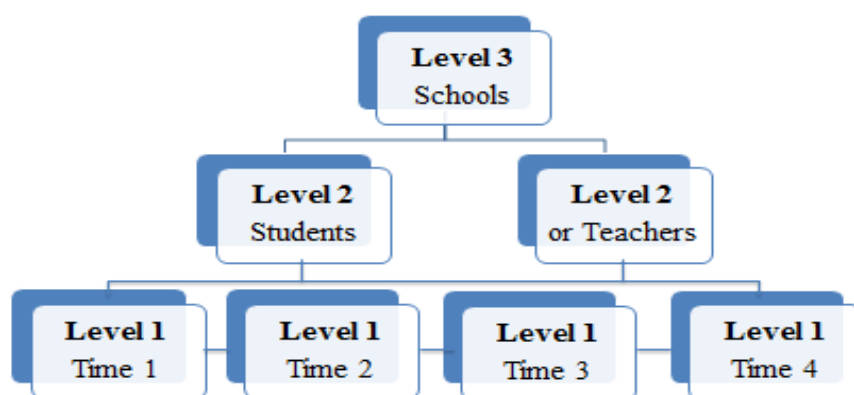 Level 3
Schools
Level 2
Students
Level 2
or Teachers
Level 1
Time 1
Level 1
Time 2
Level 1
Time 3
Level 1
Time 4